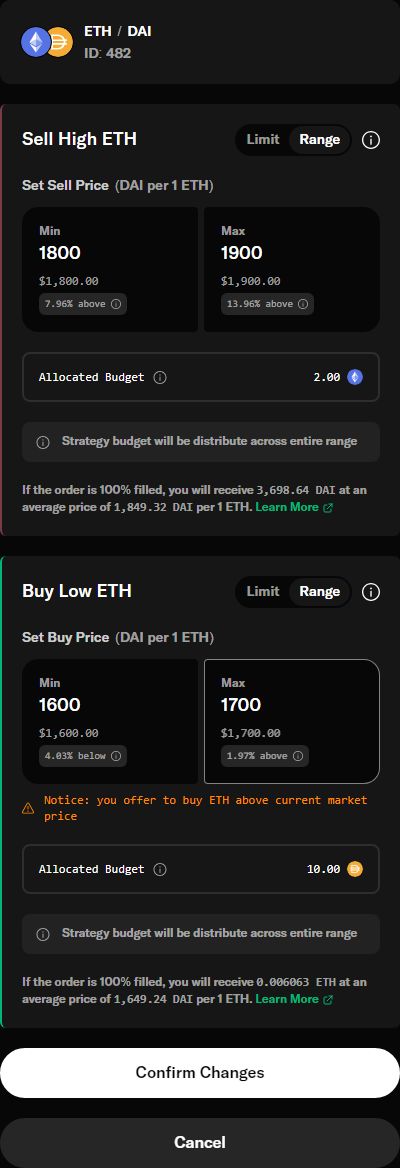 ETH / DAI
ID: 482
Sell High ETH
Limit Range
Set Sell Price (DAI per 1 ETH)
Min
1800
$1,800.00
7.96% above
Max
1900
$1,900.00
13.96% above
Allocated Budget 2.00
Strategy budget will be distribute across entire range
If the order is 100% filled, you will receive 3,698.64 DAI at an
average price of 1,849.32 DAI per 1 ETH. Learn More
Buy Low ETH
Limit Range
Set Buy Price (DAI per 1 ETH)
Min
1600
$1,600.00
4.03% below
Max
1700
$1,700.00
1.97% above
Notice: you offer to buy ETH above current market
price
Allocated Budget 10.00
Strategy budget will be distribute across entire range
If the order is 100% filled, you will receive 0.006063 ETH at an
average price of 1,649.24 DAI per 1 ETH. Learn More
Confirm Changes
Cancel